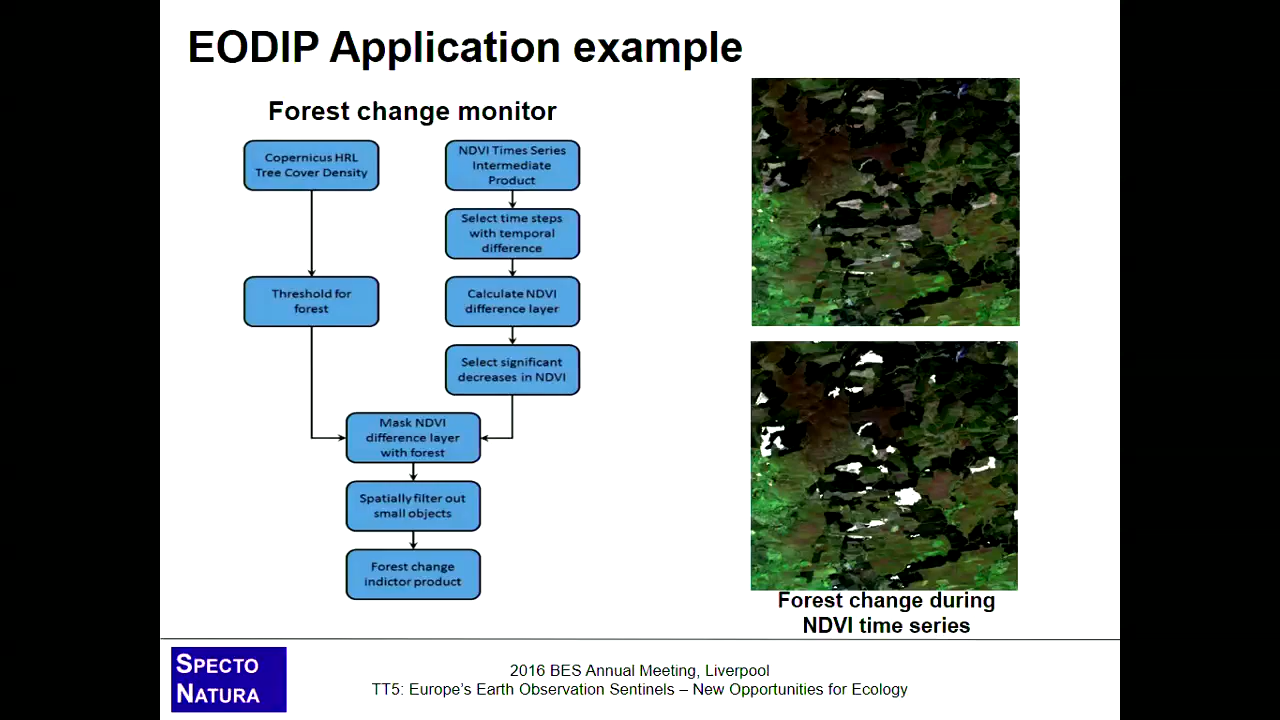 EODIP Application example
Forest change monitor
Copernicus HRL
Tree Cover Density
Threshold for
forest
NDVI Times Series
Intermediate
Product
Select time steps
with temporal
difference
Calculate NDVI
difference layer
Select significant
decreases in NDVI
Mask NDVI
difference layer
with forest
Spatially filter out
small objects
Forest change
indictor product
Forest change during
NDVI time series
SPECTO
NATURA
2016 BES Annual Meeting, Liverpool
TT5: Europe's Earth Observation Sentinels – New Opportunities for Ecology